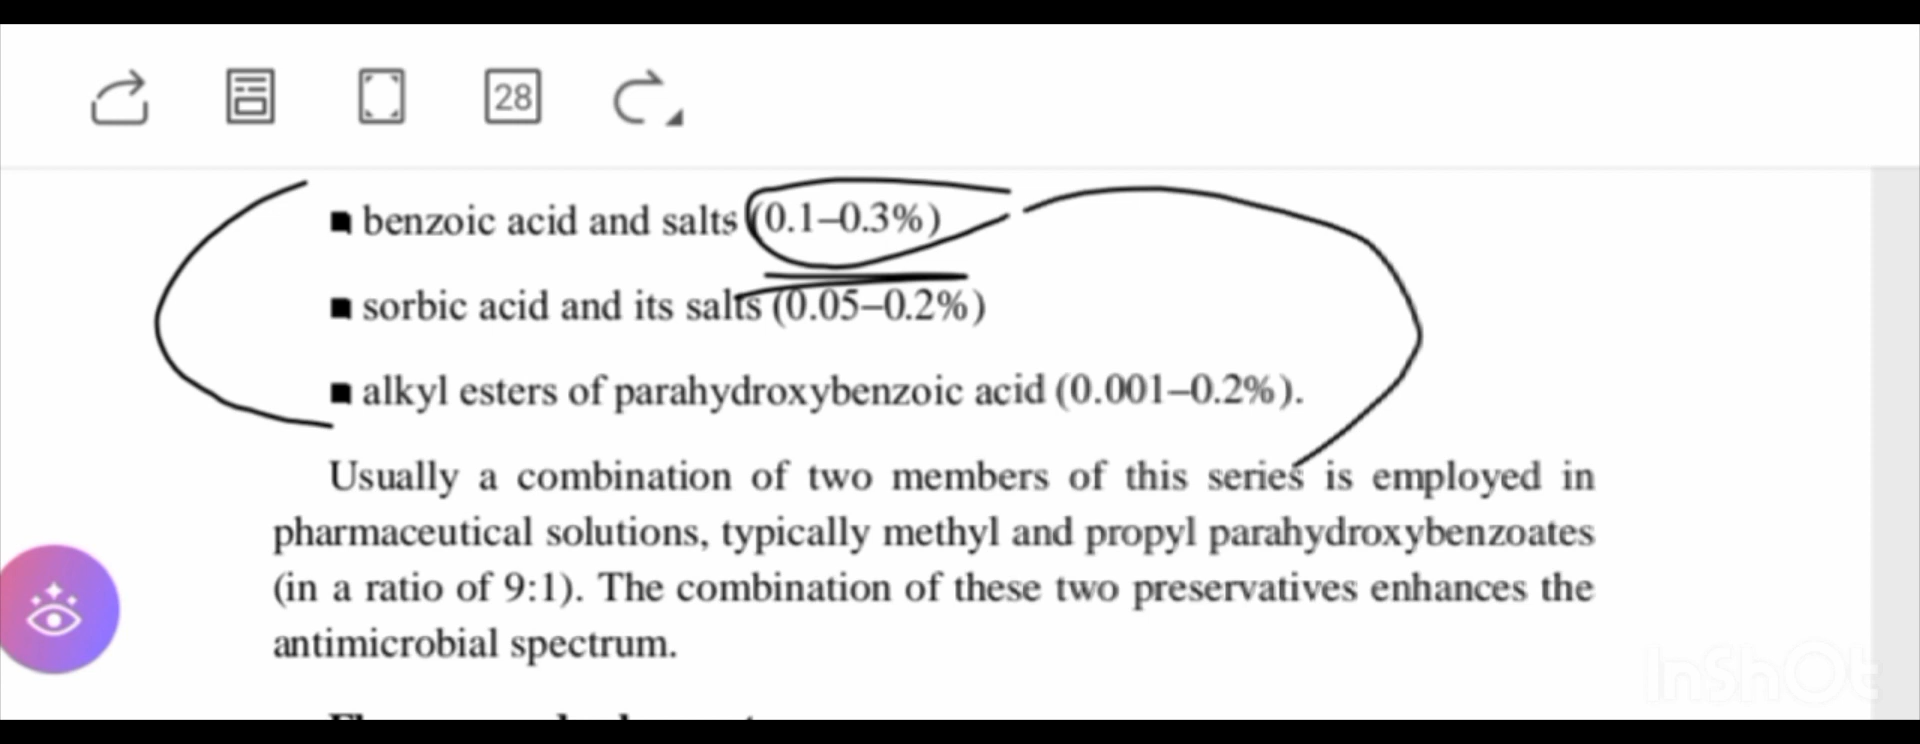 28
■ benzoic acid and salts (0.1–0.3%)
■ sorbic acid and its salts (0.05–0.2%)
■ alkyl esters of parahydroxybenzoic acid (0.001–0.2%).
Usually a combination of two members of this series is employed in
pharmaceutical solutions, typically methyl and propyl parahydroxybenzoates
(in a ratio of 9:1). The combination of these two preservatives enhances the
antimicrobial spectrum.
InShOt